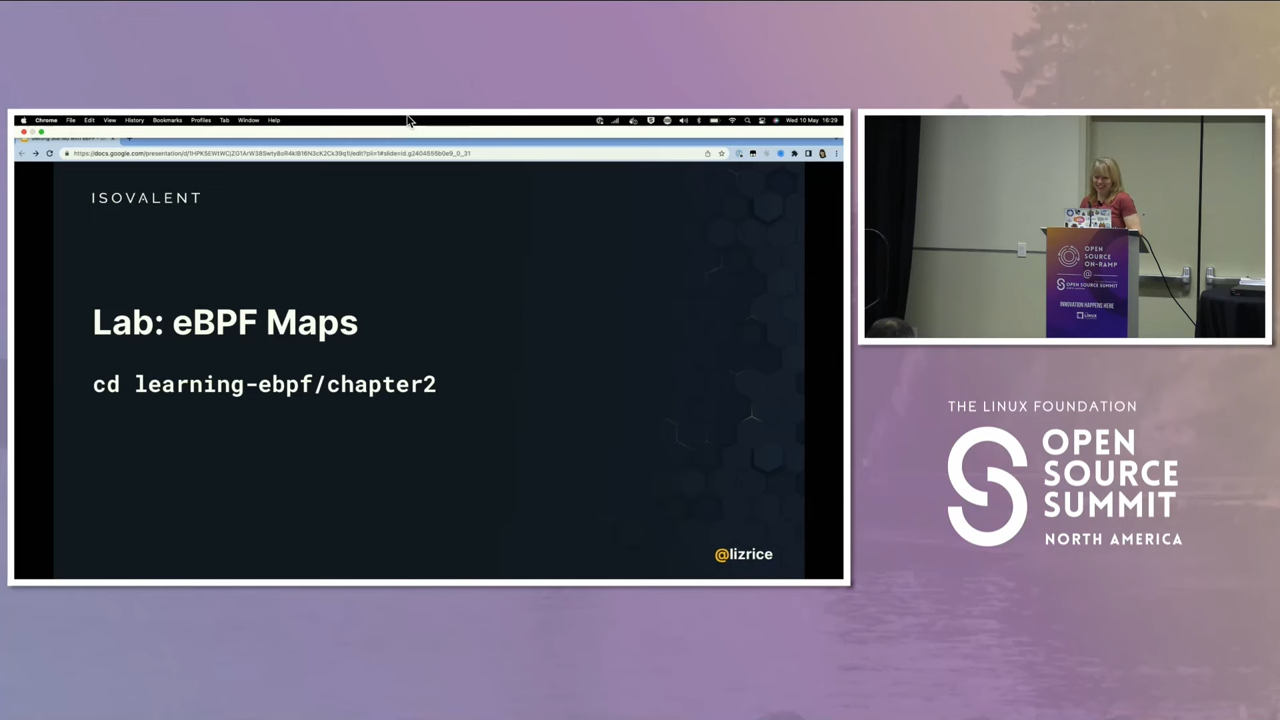 Chrome File Edit View History Bookmarks Profiles Tab Window Help
Wed 10 May 16:29
ISOVALENT
Lab: eBPF Maps
cd learning-ebpf/chapter2
@lizrice
OPEN
SOURCE
ON-RAMP
@
OPEN SOURCE SUMMIT
INNOVATION HAPPENS HERE
LINUX
THE LINUX FOUNDATION
OPEN
SOURCE
SUMMIT
NORTH AMERICA